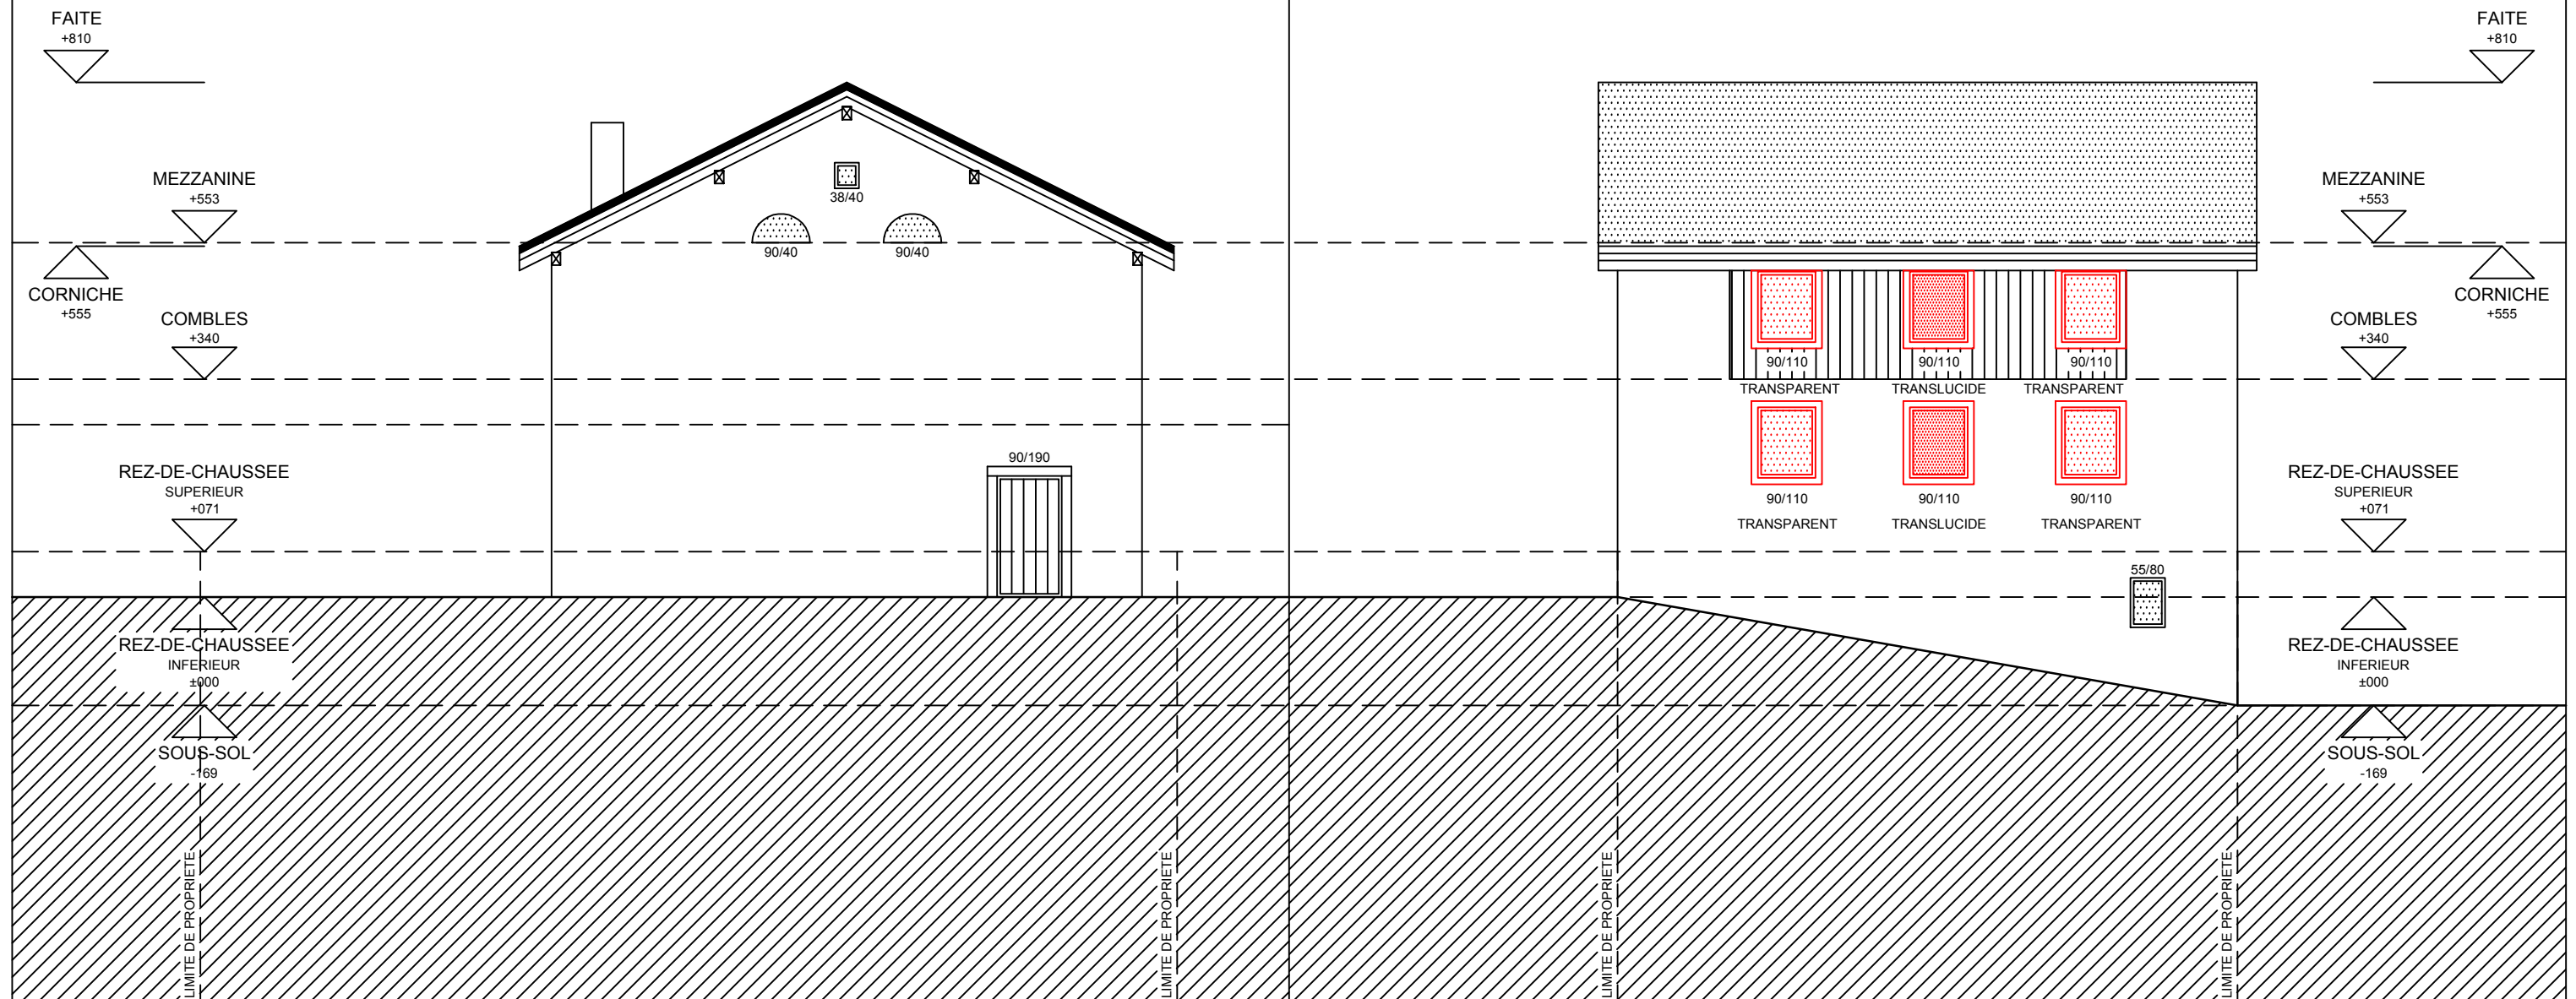 FAITE
+810
MEZZANINE
+553
CORNICHE
+555
COMBLES
+340
REZ-DE-CHAUSSEE
SUPERIEUR
+071
REZ-DE-CHAUSSEE
INFERIEUR
±000
SOUS-SOL
-169
LIMITE DE PROPRIETE
38/40
90/40
90/40
90/190
LIMITE DE PROPRIETE
LIMITE DE PROPRIETE
90/110
90/110
90/110
TRANSPARENT
TRANSLUCIDE
TRANSPARENT
90/110
90/110
90/110
TRANSPARENT
TRANSLUCIDE
TRANSPARENT
55/80
LIMITE DE PROPRIETE
FAITE
+810
MEZZANINE
+553
CORNICHE
+555
COMBLES
+340
REZ-DE-CHAUSSEE
SUPERIEUR
+071
REZ-DE-CHAUSSEE
INFERIEUR
±000
SOUS-SOL
-169